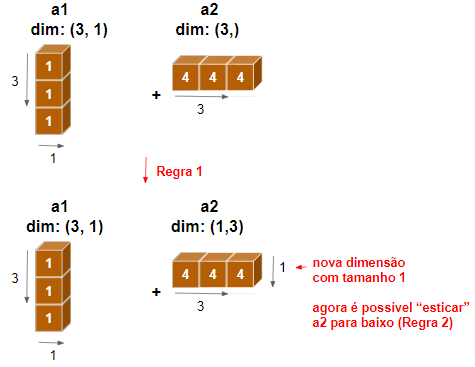 a1
dim: (3, 1)
a2
dim: (3,)
3
1
1
1
1
+
4 4 4
3
Regra 1
a1
dim: (3, 1)
a2
dim: (1,3)
3
1
1
1
1
+
4 4 4
3
1
nova dimensão
com tamanho 1
agora é possível “esticar”
a2 para baixo (Regra 2)